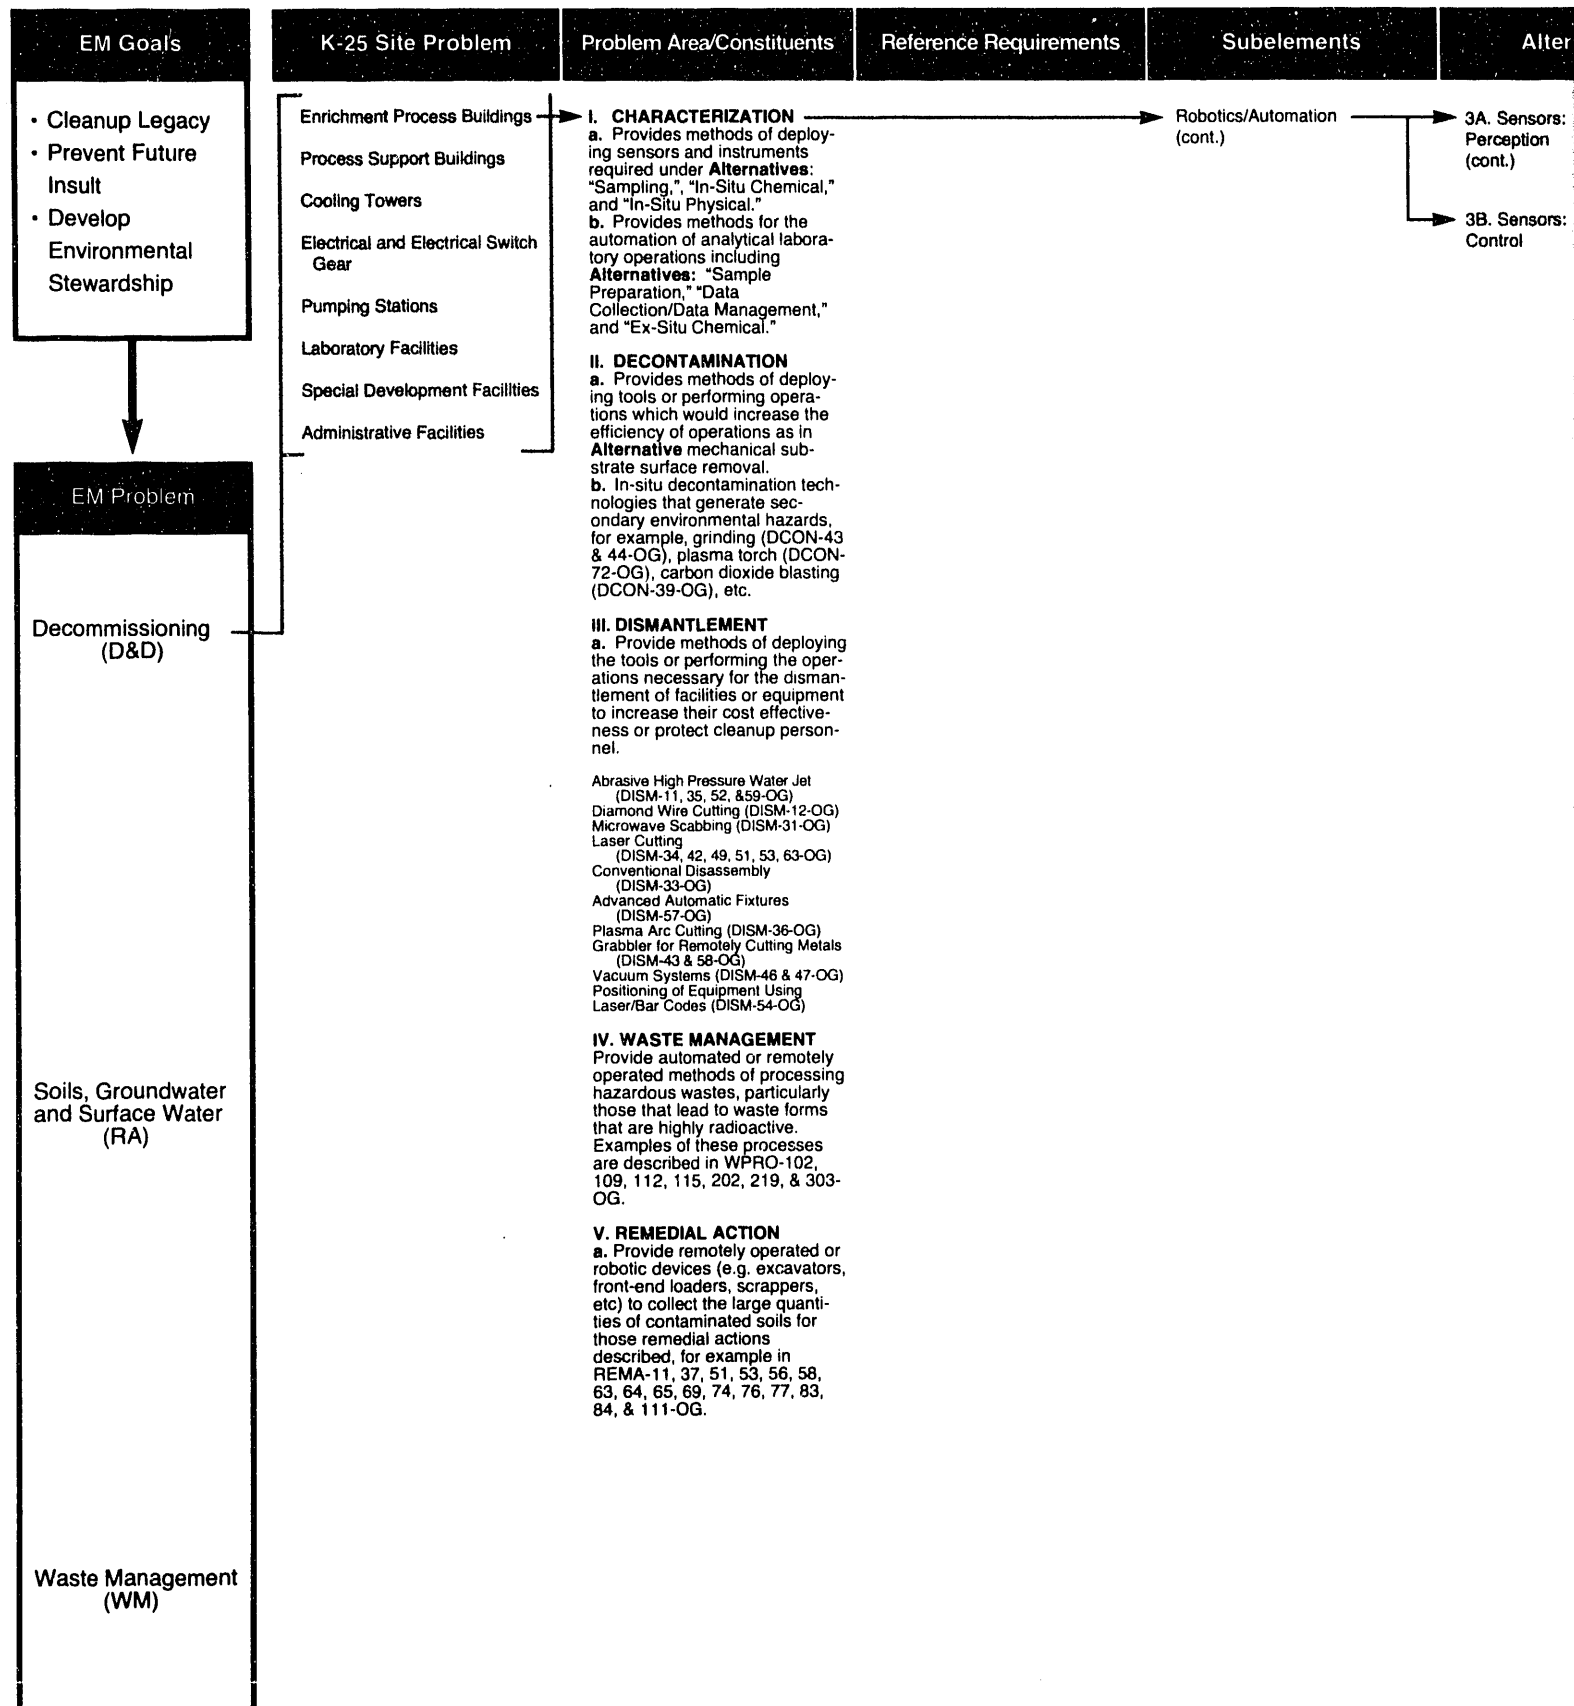 EM Goals
• Cleanup Legacy
• Prevent Future
Insult
• Develop
Environmental
Stewardship
EM Problem
Decommissioning
(D&D)
Soils, Groundwater
and Surface Water
(RA)
Waste Management
(WM)
K-25 Site Problem
Enrichment Process Buildings
Process Support Buildings
Cooling Towers
Electrical and Electrical Switch
Gear
Pumping Stations
Laboratory Facilities
Special Development Facilities
Administrative Facilities
Problem Area/Constituents
I. CHARACTERIZATION
a. Provides methods of deploy-
ing sensors and instruments
required under Alternatives:
"Sampling,", "In-Situ Chemical,"
and "In-Situ Physical."
b. Provides methods for the
automation of analytical labora-
tory operations including
Alternatives: "Sample
Preparation," "Data
Collection/Data Management,"
and "Ex-Situ Chemical."
II. DECONTAMINATION
a. Provides methods of deploy-
ing tools or performing opera-
tions which would increase the
efficiency of operations as in
Alternative mechanical sub-
strate surface removal.
b. In-situ decontamination tech-
nologies that generate sec-
ondary environmental hazards,
for example, grinding (DCON-43
& 44-OG), plasma torch (DCON-
72-OG), carbon dioxide blasting
(DCON-39-OG), etc.
III. DISMANTLEMENT
a. Provide methods of deploying
the tools or performing the oper-
ations necessary for the disman-
tlement of facilities or equipment
to increase their cost effective-
ness or protect cleanup person-
nel.
Abrasive High Pressure Water Jet
(DISM-11, 35, 52, &59-OG)
Diamond Wire Cutting (DISM-12-OG)
Microwave Scabbing (DISM-31-OG)
Laser Cutting
(DISM-34, 42, 49, 51, 53, 63-OG)
Conventional Disassembly
(DISM-33-OG)
Advanced Automatic Fixtures
(DISM-57-OG)
Plasma Arc Cutting (DISM-36-OG)
Grabbler for Remotely Cutting Metals
(DISM-43 & 58-OG)
Vacuum Systems (DISM-46 & 47-OG)
Positioning of Equipment Using
Laser/Bar Codes (DISM-54-OG)
IV. WASTE MANAGEMENT
Provide automated or remotely
operated methods of processing
hazardous wastes, particularly
those that lead to waste forms
that are highly radioactive.
Examples of these processes
are described in WPRO-102,
109, 112, 115, 202, 219, & 303-
OG.
V. REMEDIAL ACTION
a. Provide remotely operated or
robotic devices (e.g. excavators,
front-end loaders, scrappers,
etc) to collect the large quanti-
ties of contaminated soils for
those remedial actions
described, for example in
REMA-11, 37, 51, 53, 56, 58,
63, 64, 65, 69, 74, 76, 77, 83,
84, & 111-OG.
Reference Requirements
Subelements
Robotics/Automation
(cont.)
Alter
3A. Sensors:
Perception
(cont.)
3B. Sensors:
Control